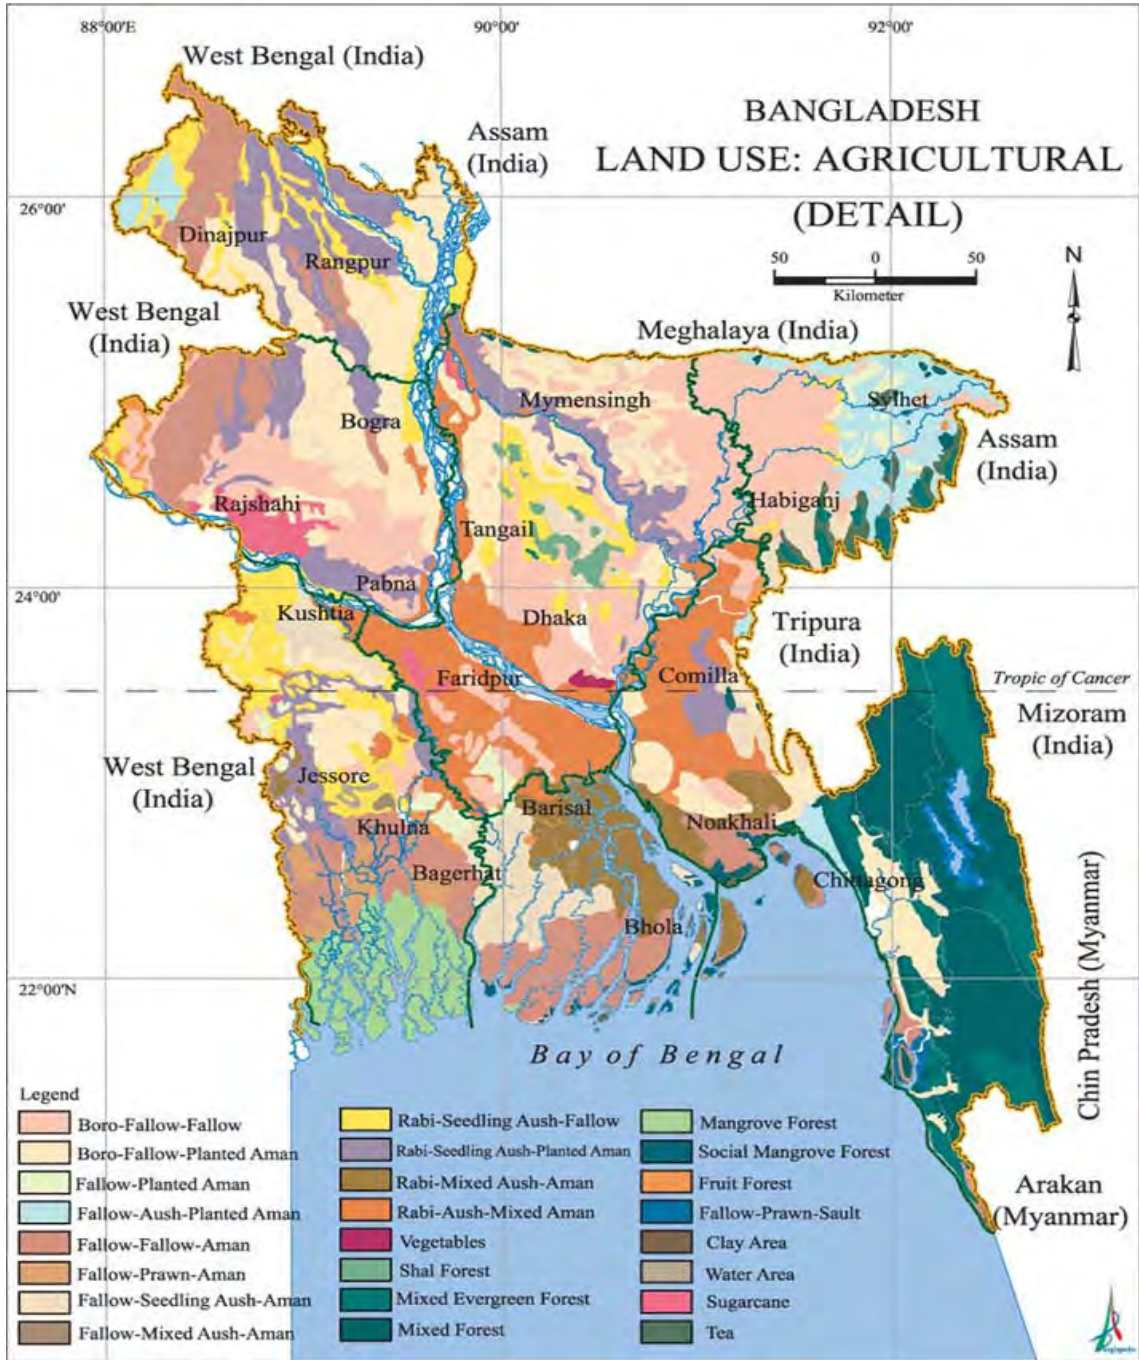 88°00'E
90°00'
92°00'
West Bengal (India)
Assam
(India)
BANGLADESH
LAND USE: AGRICULTURAL
(DETAIL)
26°00'
Dinajpur
Rangpur
50
0
50
Kilometer
N
West Bengal
(India)
Meghalaya (India)
Mymensingh
Sylhet
Bogra
Assam
(India)
Rajshahi
Habiganj
Tangail
24°00'
Pabna
Kushtia
Dhaka
Tripura
(India)
Faridpur
Comilla
Tropic of Cancer
Mizoram
(India)
West Bengal
(India)
Jessore
Barisal
Khulna
Noakhali
Bagerhat
Chittagong
Bhola
Chin Pradesh (Myanmar)
22°00'N
Bay of Bengal
Arakan
(Myanmar)
Legend
Boro-Fallow-Fallow
Boro-Fallow-Planted Aman
Fallow-Planted Aman
Fallow-Aush-Planted Aman
Fallow-Fallow-Aman
Fallow-Prawn-Aman
Fallow-Seedling Aush-Aman
Fallow-Mixed Aush-Aman
Rabi-Seedling Aush-Fallow
Rabi-Seedling Aush-Planted Aman
Rabi-Mixed Aush-Aman
Rabi-Aush-Mixed Aman
Vegetables
Shal Forest
Mixed Evergreen Forest
Mixed Forest
Mangrove Forest
Social Mangrove Forest
Fruit Forest
Fallow-Prawn-Sault
Clay Area
Water Area
Sugarcane
Tea